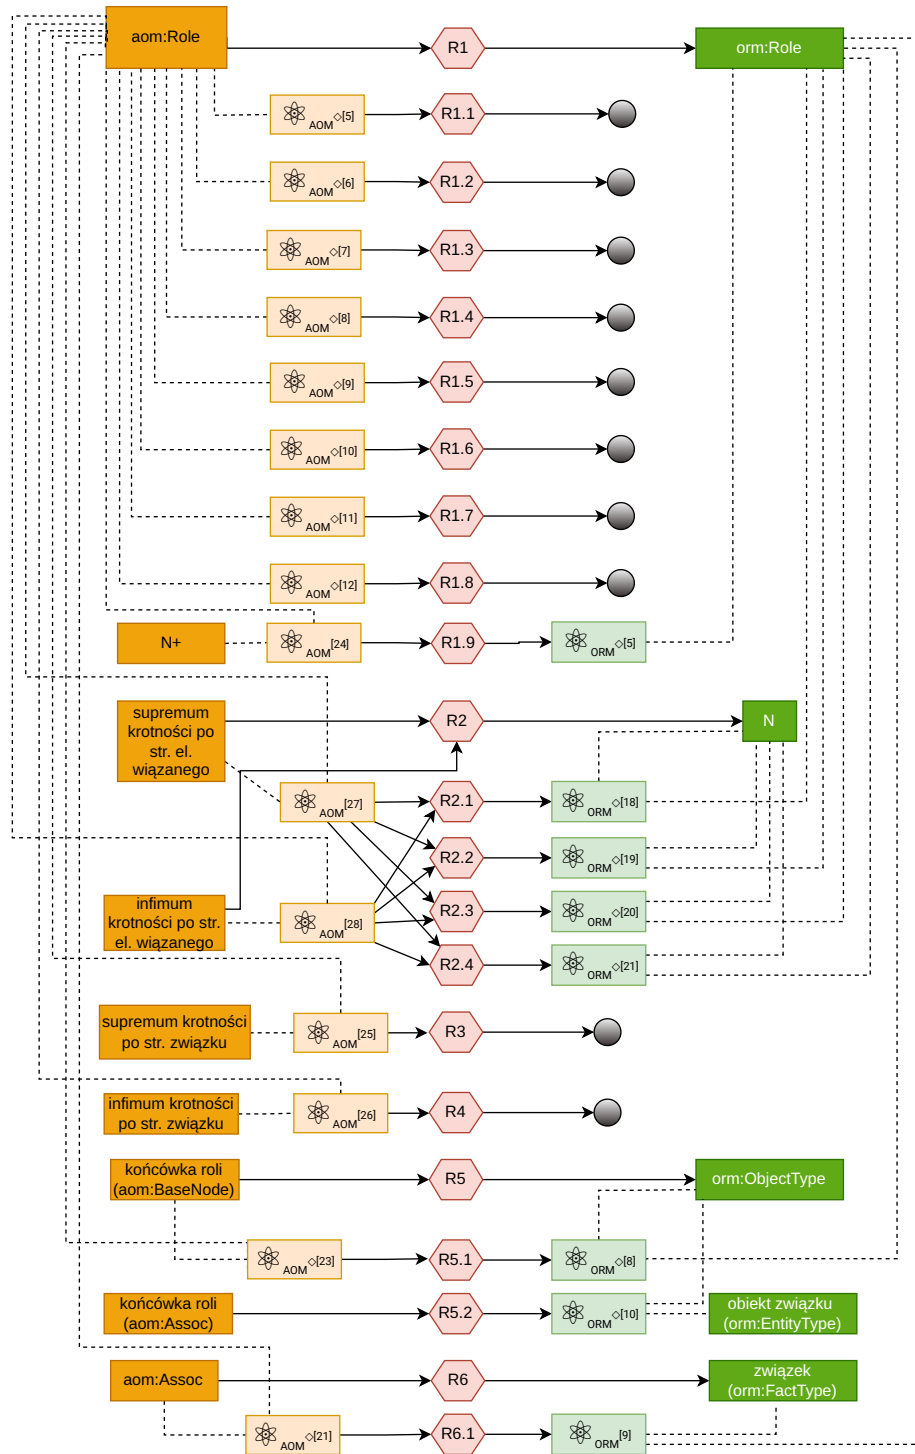 aom:Role
R1
orm:Role
AOM ◇[5]
R1.1
AOM ◇[6]
R1.2
AOM ◇[7]
R1.3
AOM ◇[8]
R1.4
AOM ◇[9]
R1.5
AOM ◇[10]
R1.6
AOM ◇[11]
R1.7
AOM ◇[12]
R1.8
N+
AOM [24]
R1.9
ORM ◇[5]
supremum
krotności po
str. el.
wiązanego
R2
N
AOM [27]
R2.1
ORM ◇[18]
R2.2
ORM ◇[19]
infimum
krotności po str.
el. wiązanego
AOM [28]
R2.3
ORM ◇[20]
R2.4
ORM ◇[21]
supremum krotności
po str. związku
AOM [25]
R3
infimum krotności
po str. związku
AOM [26]
R4
końcówka roli
(aom:BaseNode)
R5
orm:ObjectType
AOM ◇[23]
R5.1
ORM ◇[8]
końcówka roli
(aom:Assoc)
R5.2
ORM ◇[10]
obiekt związku
(orm:EntityType)
aom:Assoc
R6
związek
(orm:FactType)
AOM ◇[21]
R6.1
ORM [9]